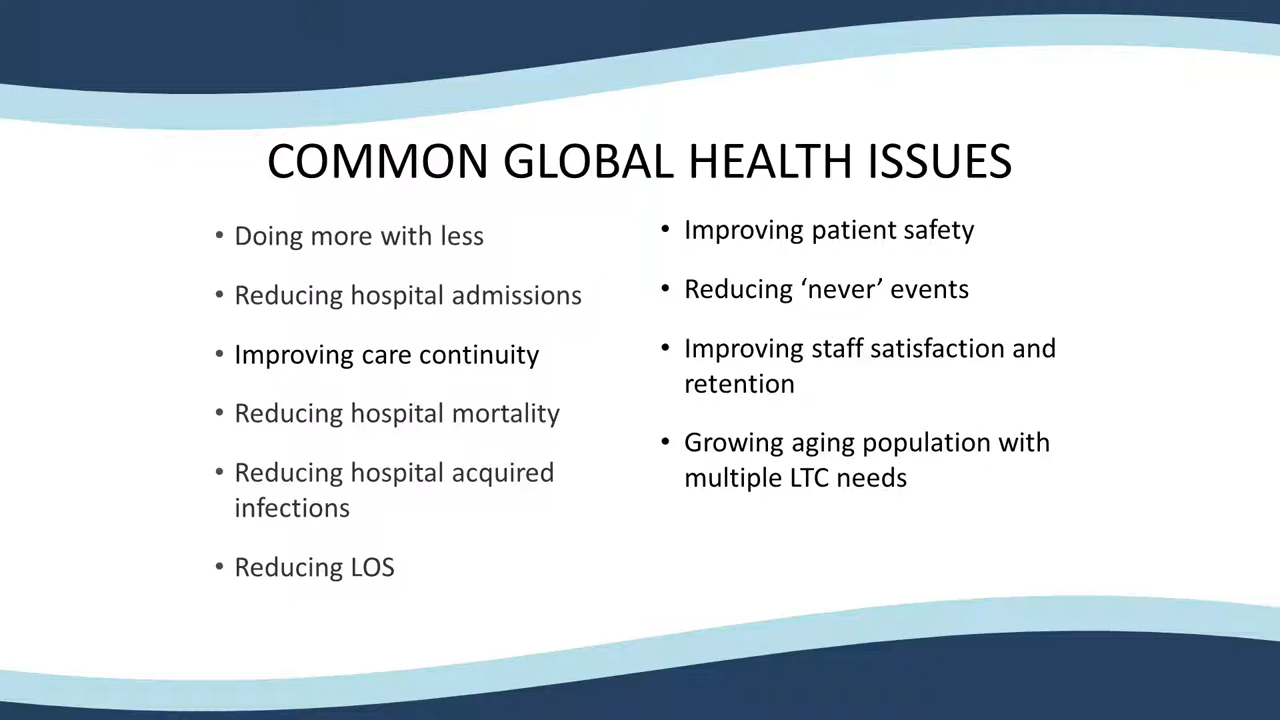 COMMON GLOBAL HEALTH ISSUES
• Doing more with less
• Reducing hospital admissions
• Improving care continuity
• Reducing hospital mortality
• Reducing hospital acquired
infections
• Reducing LOS
• Improving patient safety
• Reducing ‘never’ events
• Improving staff satisfaction and
retention
• Growing aging population with
multiple LTC needs